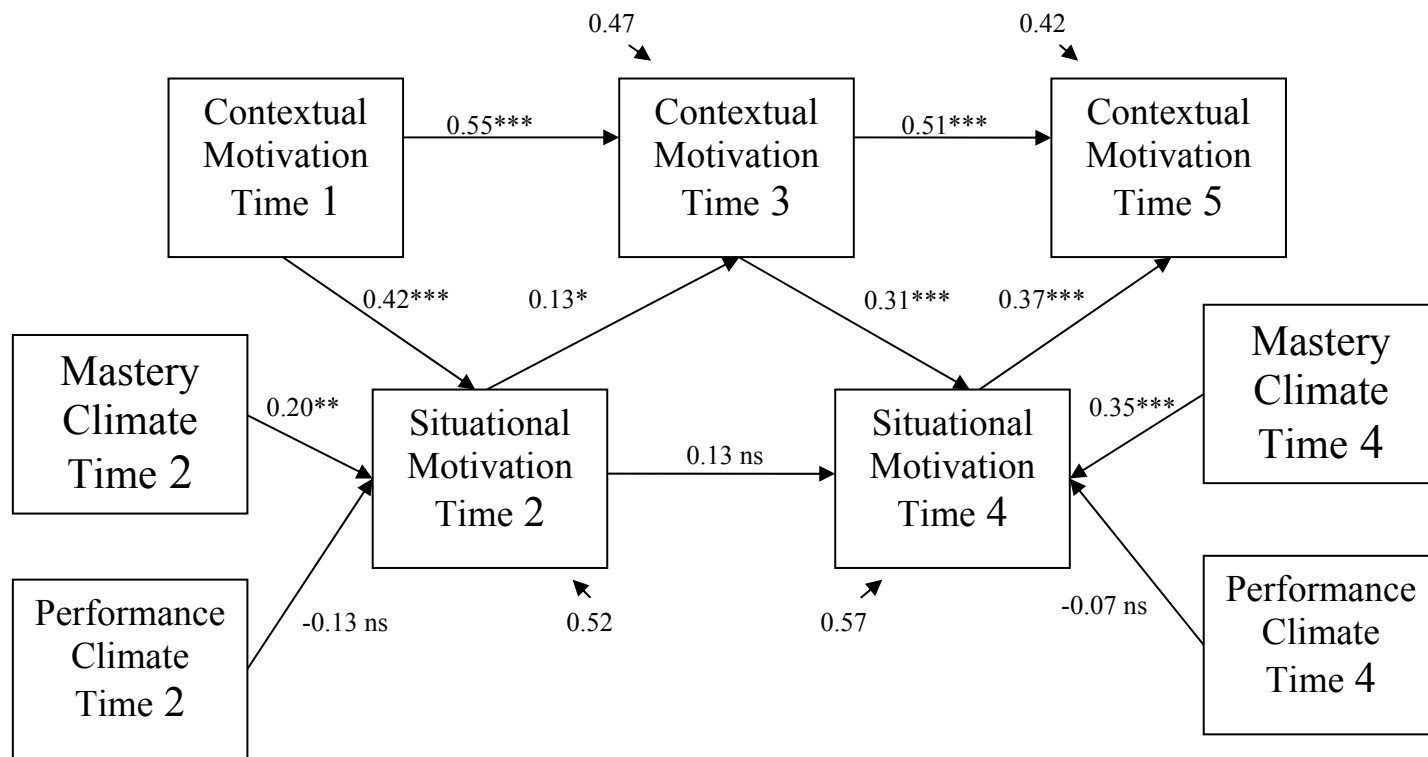 0.47
0.42
Contextual
Motivation
Time 1
0.55***
Contextual
Motivation
Time 3
0.51***
Contextual
Motivation
Time 5
0.42***
0.13*
0.31***
0.37***
Mastery
Climate
Time 2
0.20**
Situational
Motivation
Time 2
0.13 ns
Situational
Motivation
Time 4
0.35***
Mastery
Climate
Time 4
Performance
Climate
Time 2
-0.13 ns
0.52
0.57
-0.07 ns
Performance
Climate
Time 4